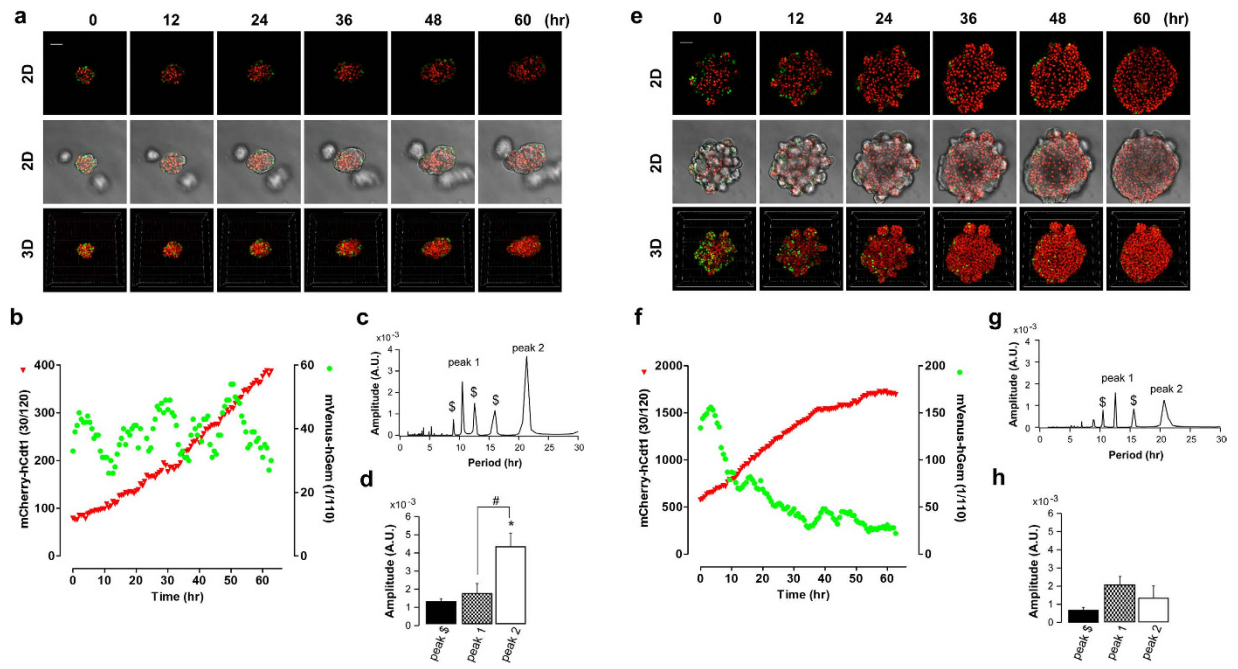 a
0 12 24 36 48 60 (hr)
2D
2D
3D
b
400
300
200
100
0
mCherry-hCdt1 (30/120)
60
40
20
0
mVenus-hGem (1/110)
0 10 20 30 40 50 60
Time (hr)
c
x10⁻³
4
3
2
1
0
Amplitude (A.U.)
peak 1
peak 2
$ $ $
0 5 10 15 20 25 30
Period (hr)
d
x10⁻³
6
5
4
3
2
1
0
Amplitude (A.U.)
#
*
peak $
peak 1
peak 2
e
0 12 24 36 48 60 (hr)
2D
2D
3D
f
2000
1500
1000
500
0
mCherry-hCdt1 (30/120)
200
150
100
50
0
mVenus-hGem (1/110)
0 10 20 30 40 50 60
Time (hr)
g
x10⁻³
4
3
2
1
0
Amplitude (A.U.)
peak 1
peak 2
$ $
0 5 10 15 20 25 30
Period (hr)
h
x10⁻³
6
5
4
3
2
1
0
Amplitude (A.U.)
peak $
peak 1
peak 2